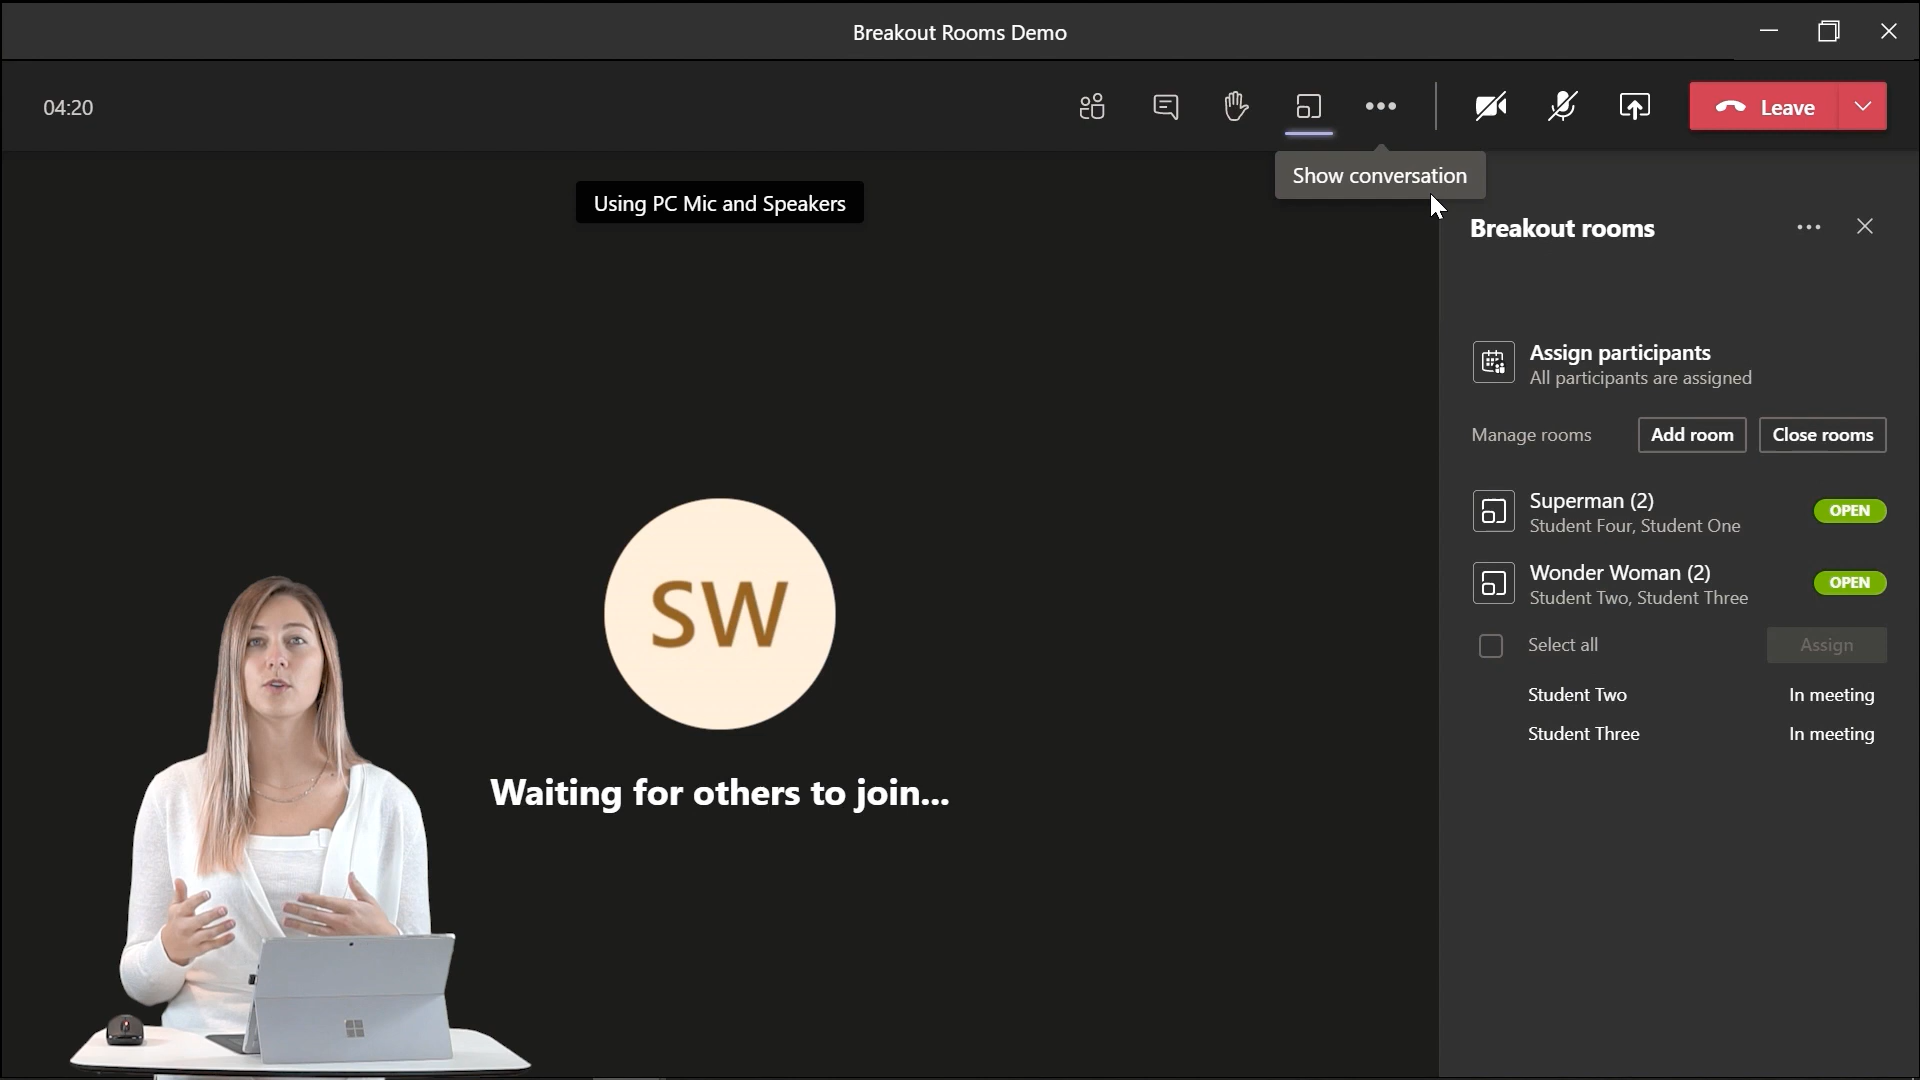 Breakout Rooms Demo
04:20
Leave
Show conversation
Using PC Mic and Speakers
Breakout rooms
Assign participants
All participants are assigned
Manage rooms
Add room
Close rooms
Superman (2)
OPEN
Student Four, Student One
Wonder Woman (2)
OPEN
Student Two, Student Three
Select all
Assign
Student Two
In meeting
Student Three
In meeting
SW
Waiting for others to join...